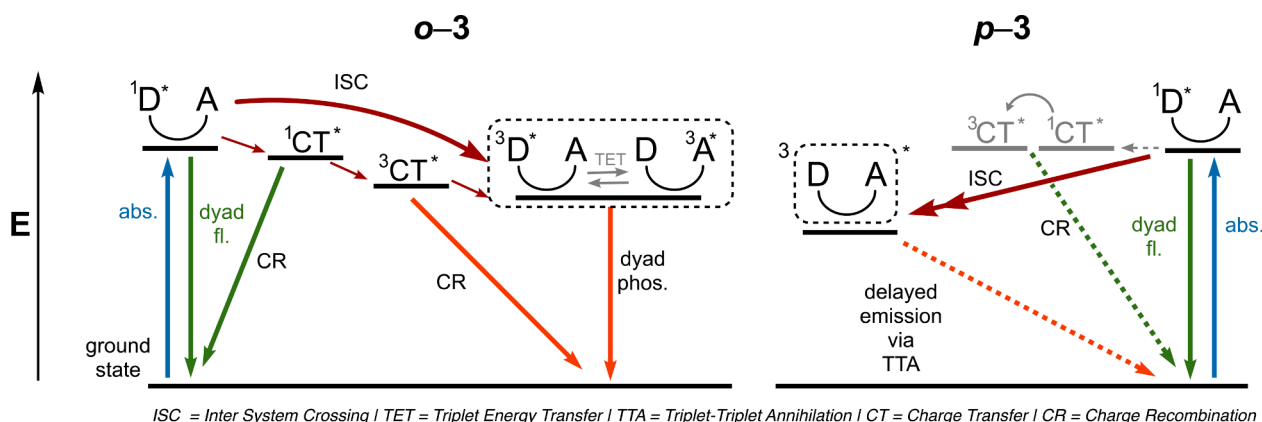 o–3
p–3
E
ISC
¹D* A
¹CT*
³CT*
³D* A TET D ³A*
abs.
dyad
fl.
CR
CR
dyad
phos.
ground
state
³CT* ¹CT*
¹D* A
3
D A
*
ISC
CR
dyad
fl.
abs.
delayed
emission
via
TTA
ISC = Inter System Crossing I TET = Triplet Energy Transfer I TTA = Triplet-Triplet Annihilation I CT = Charge Transfer I CR = Charge Recombination